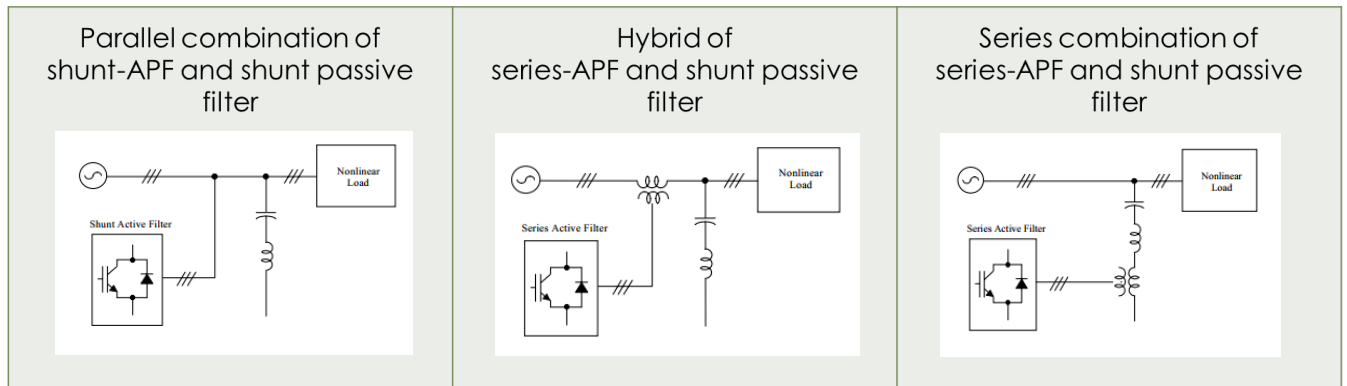 Parallel combination of
shunt-APF and shunt passive
filter
Nonlinear
Load
Shunt Active Filter
Hybrid of
series-APF and shunt passive
filter
Nonlinear
Load
Series Active Filter
Series combination of
series-APF and shunt passive
filter
Nonlinear
Load
Series Active Filter